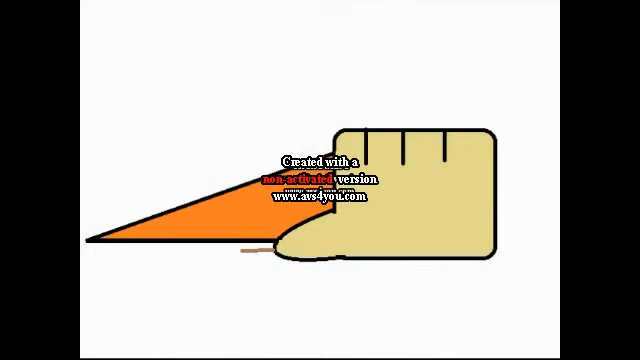 Created with a
non-activated version
www.avs4you.com